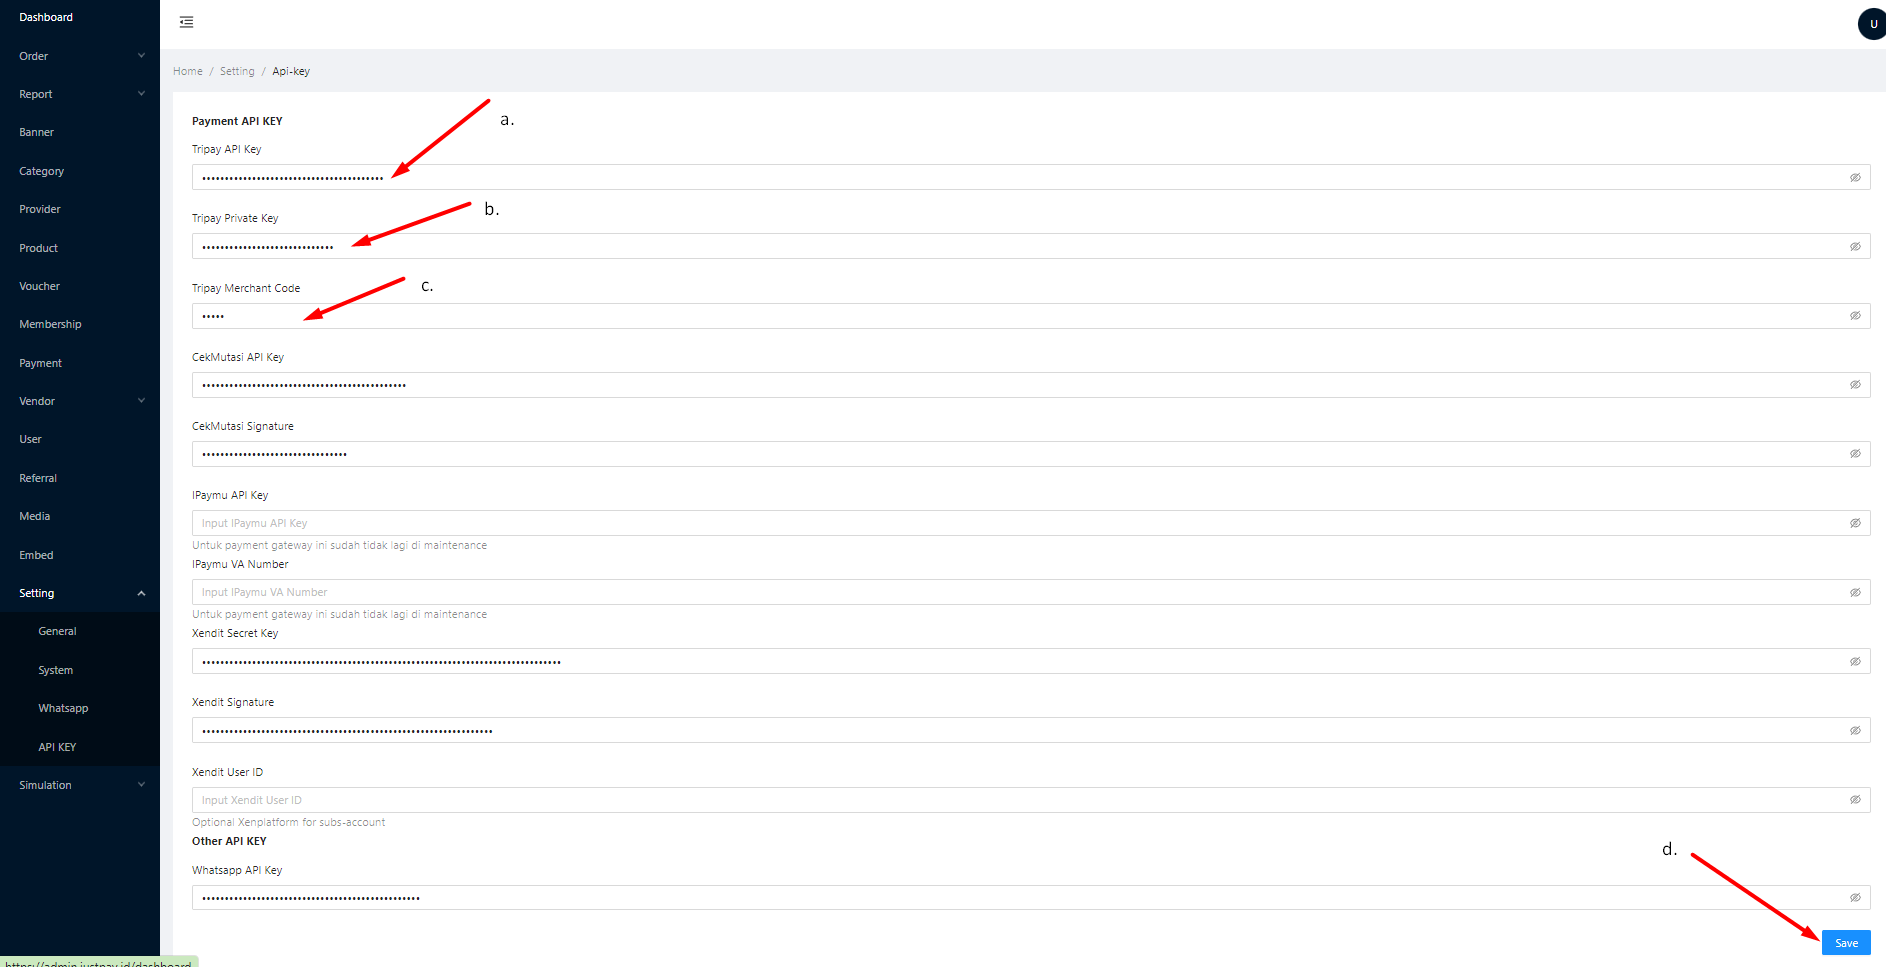 Dashboard
Order
Report
Banner
Category
Provider
Product
Voucher
Membership
Payment
Vendor
User
Referral
Media
Embed
Setting
General
System
Whatsapp
API KEY
Simulation
https://admin.justpay.id/dashboard
U
Home / Setting / Api-key
Payment API KEY
a.
Tripay API Key
b.
Tripay Private Key
c.
Tripay Merchant Code
CekMutasi API Key
CekMutasi Signature
IPaymu API Key
Input IPaymu API Key
Untuk payment gateway ini sudah tidak lagi di maintenance
IPaymu VA Number
Input IPaymu VA Number
Untuk payment gateway ini sudah tidak lagi di maintenance
Xendit Secret Key
Xendit Signature
Xendit User ID
Input Xendit User ID
Optional Xenplatform for subs-account
Other API KEY
d.
Whatsapp API Key
Save